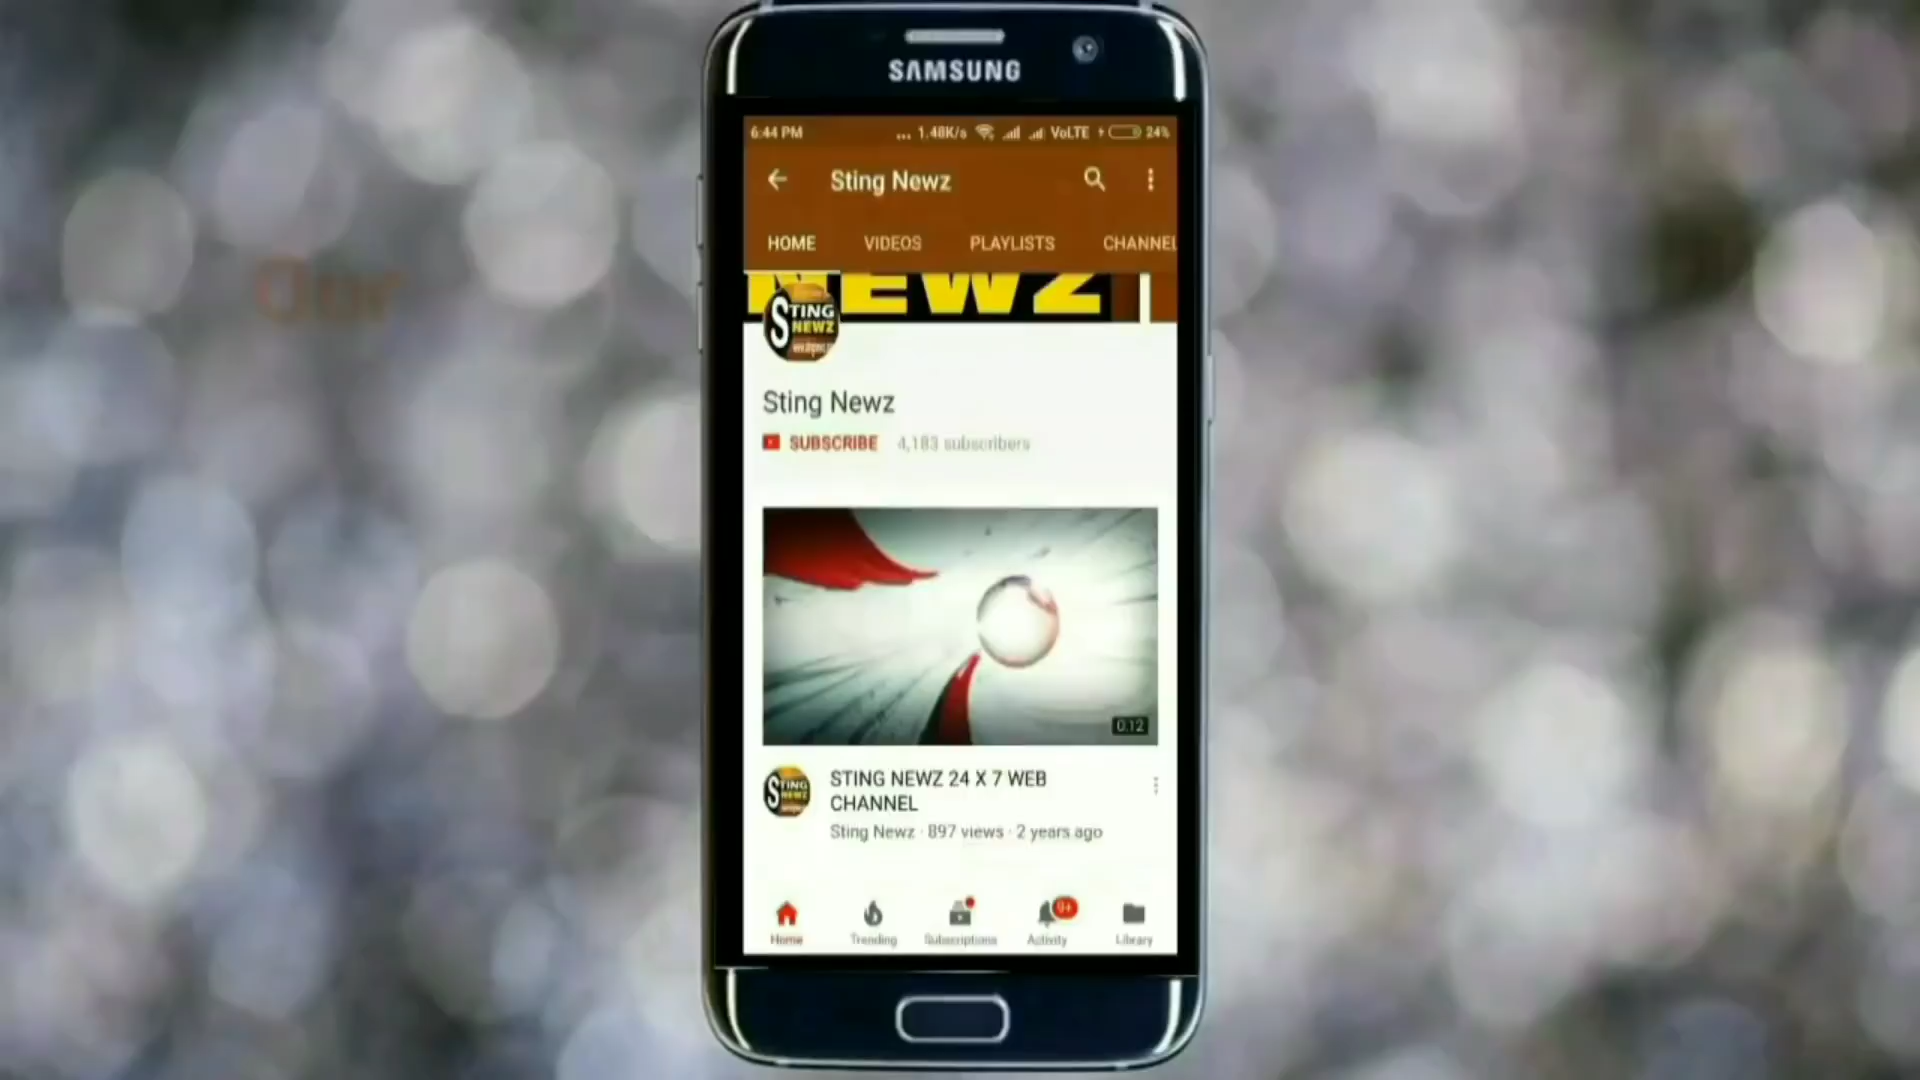 SAMSUNG
6:44 PM ... 1.48K/s VoLTE 24%
Sting Newz
HOME VIDEOS PLAYLISTS CHANNEL
NEWZ
STING
NEWZ
Sting Newz
SUBSCRIBE 4,183 subscribers
0:12
STING
NEWZ
STING NEWZ 24 X 7 WEB
CHANNEL
Sting Newz · 897 views · 2 years ago
9+
Home Trending Subscriptions Activity Library